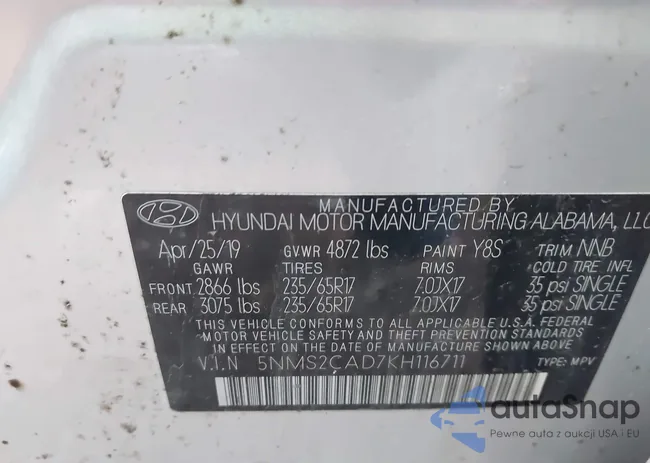 MANUFACTURED BY
HYUNDAI MOTOR MANUFACTURING ALABAMA, LLC
Apr/25/19 GVWR 4872 lbs PAINT Y8S TRIM NNB
GAWR TIRES RIMS COLD TIRE INFL
FRONT 2866 lbs 235/65R17 7.0JX17 35 psi SINGLE
REAR 3075 lbs 235/65R17 7.0JX17 35 psi SINGLE
THIS VEHICLE CONFORMS TO ALL APPLICABLE U.S.A. FEDERAL
MOTOR VEHICLE SAFETY AND THEFT PREVENTION STANDARDS
IN EFFECT ON THE DATE OF MANUFACTURE SHOWN ABOVE
V.I.N 5NMS2CAD7KH116711 TYPE: MPV
autoSnap
Pewne auta z aukcji USA i EU